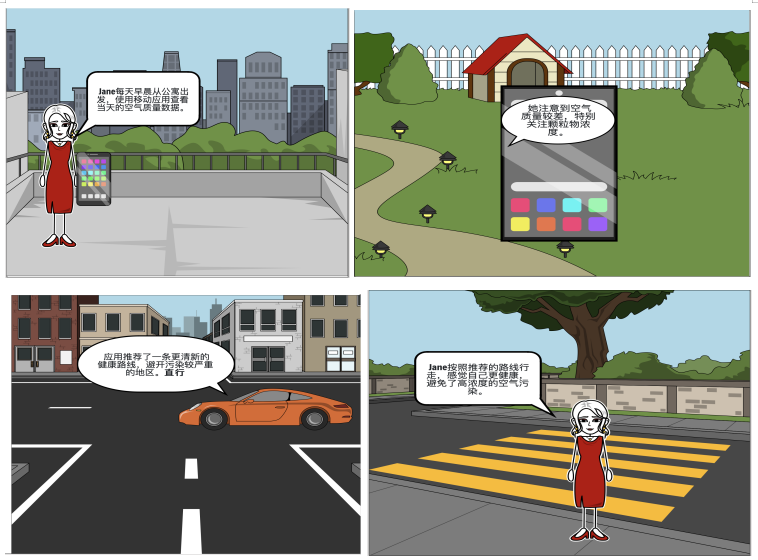 Jane每天早晨从公寓出
发，使用移动应用查看
当天的空气质量数据。
她注意到空气
质量较差，特别
关注颗粒物浓
度。
应用推荐了一条更清新的
健康路线，避开污染较严重
的地区。直行
Jane按照推荐的路线行
走，感觉自己更健康，
避免了高浓度的空气污
染。